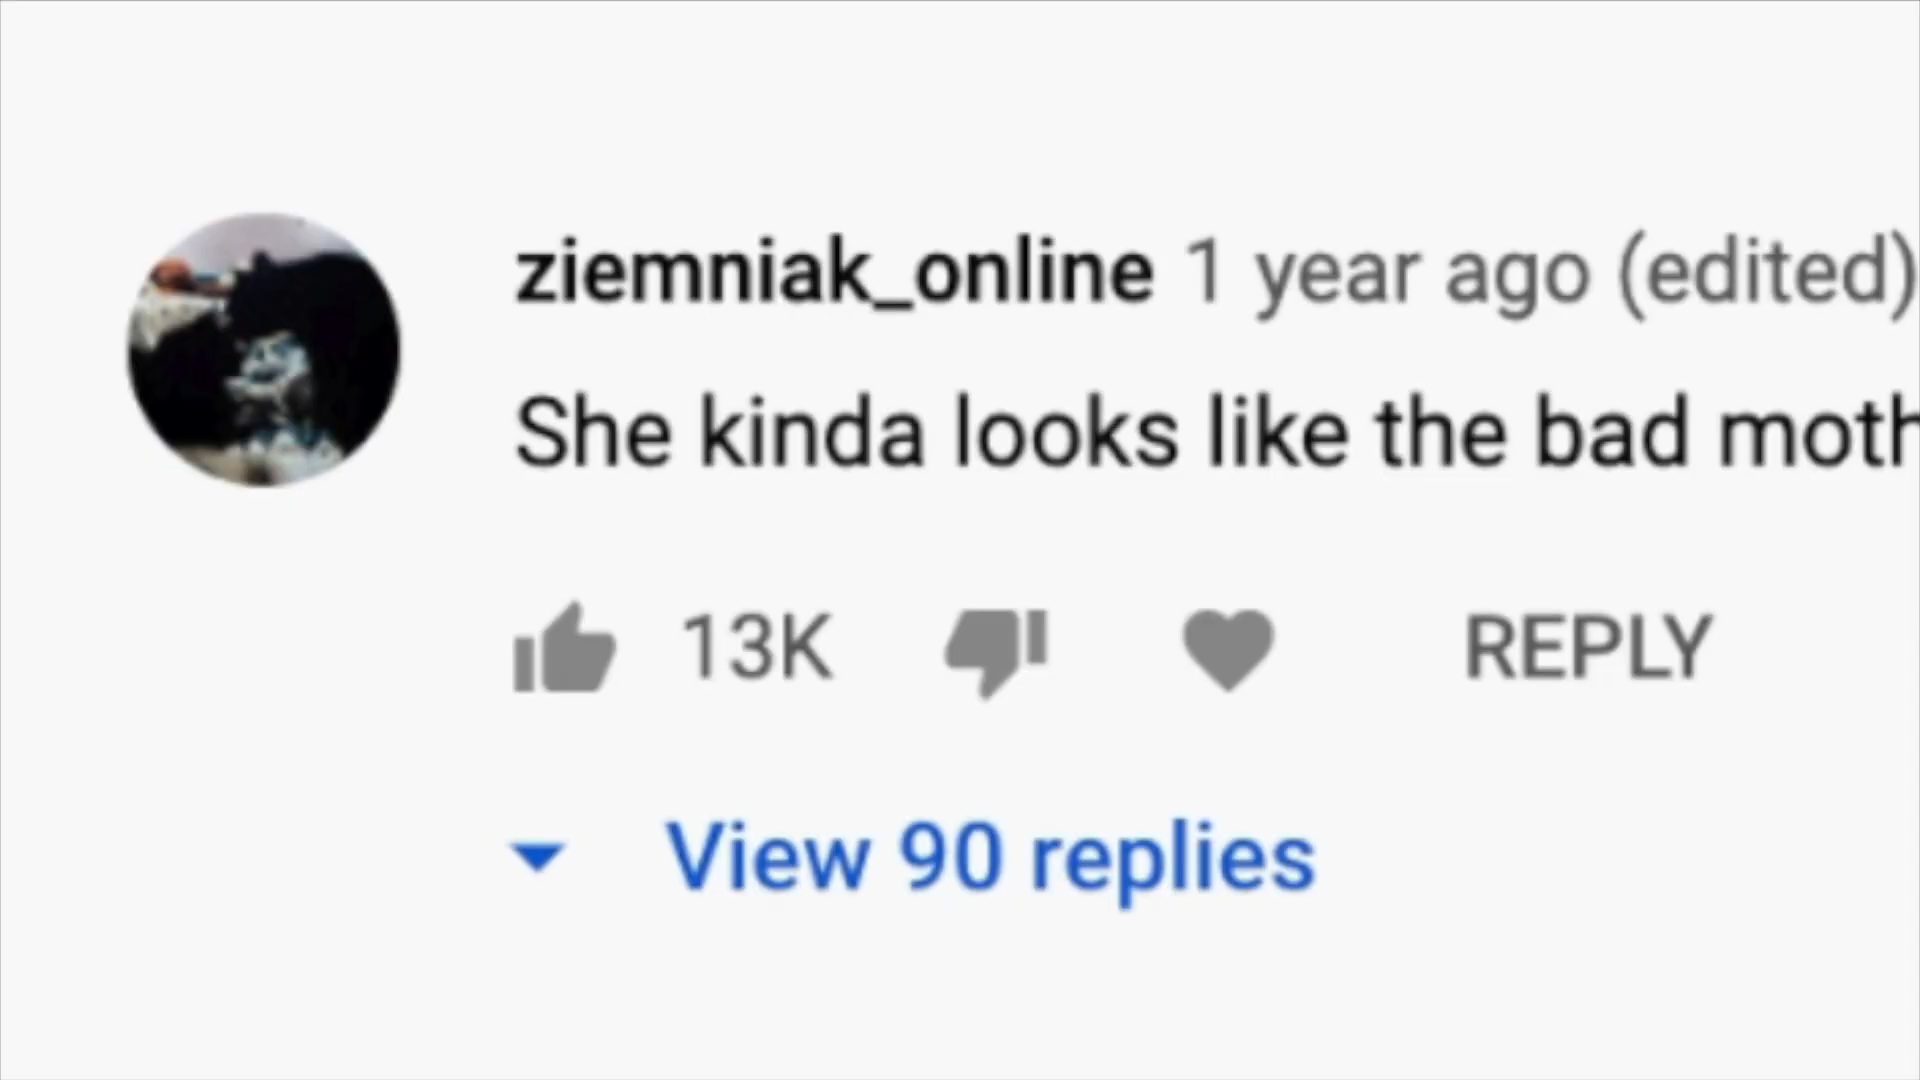 ziemniak_online 1 year ago (edited)
She kinda looks like the bad moth
13K REPLY
View 90 replies